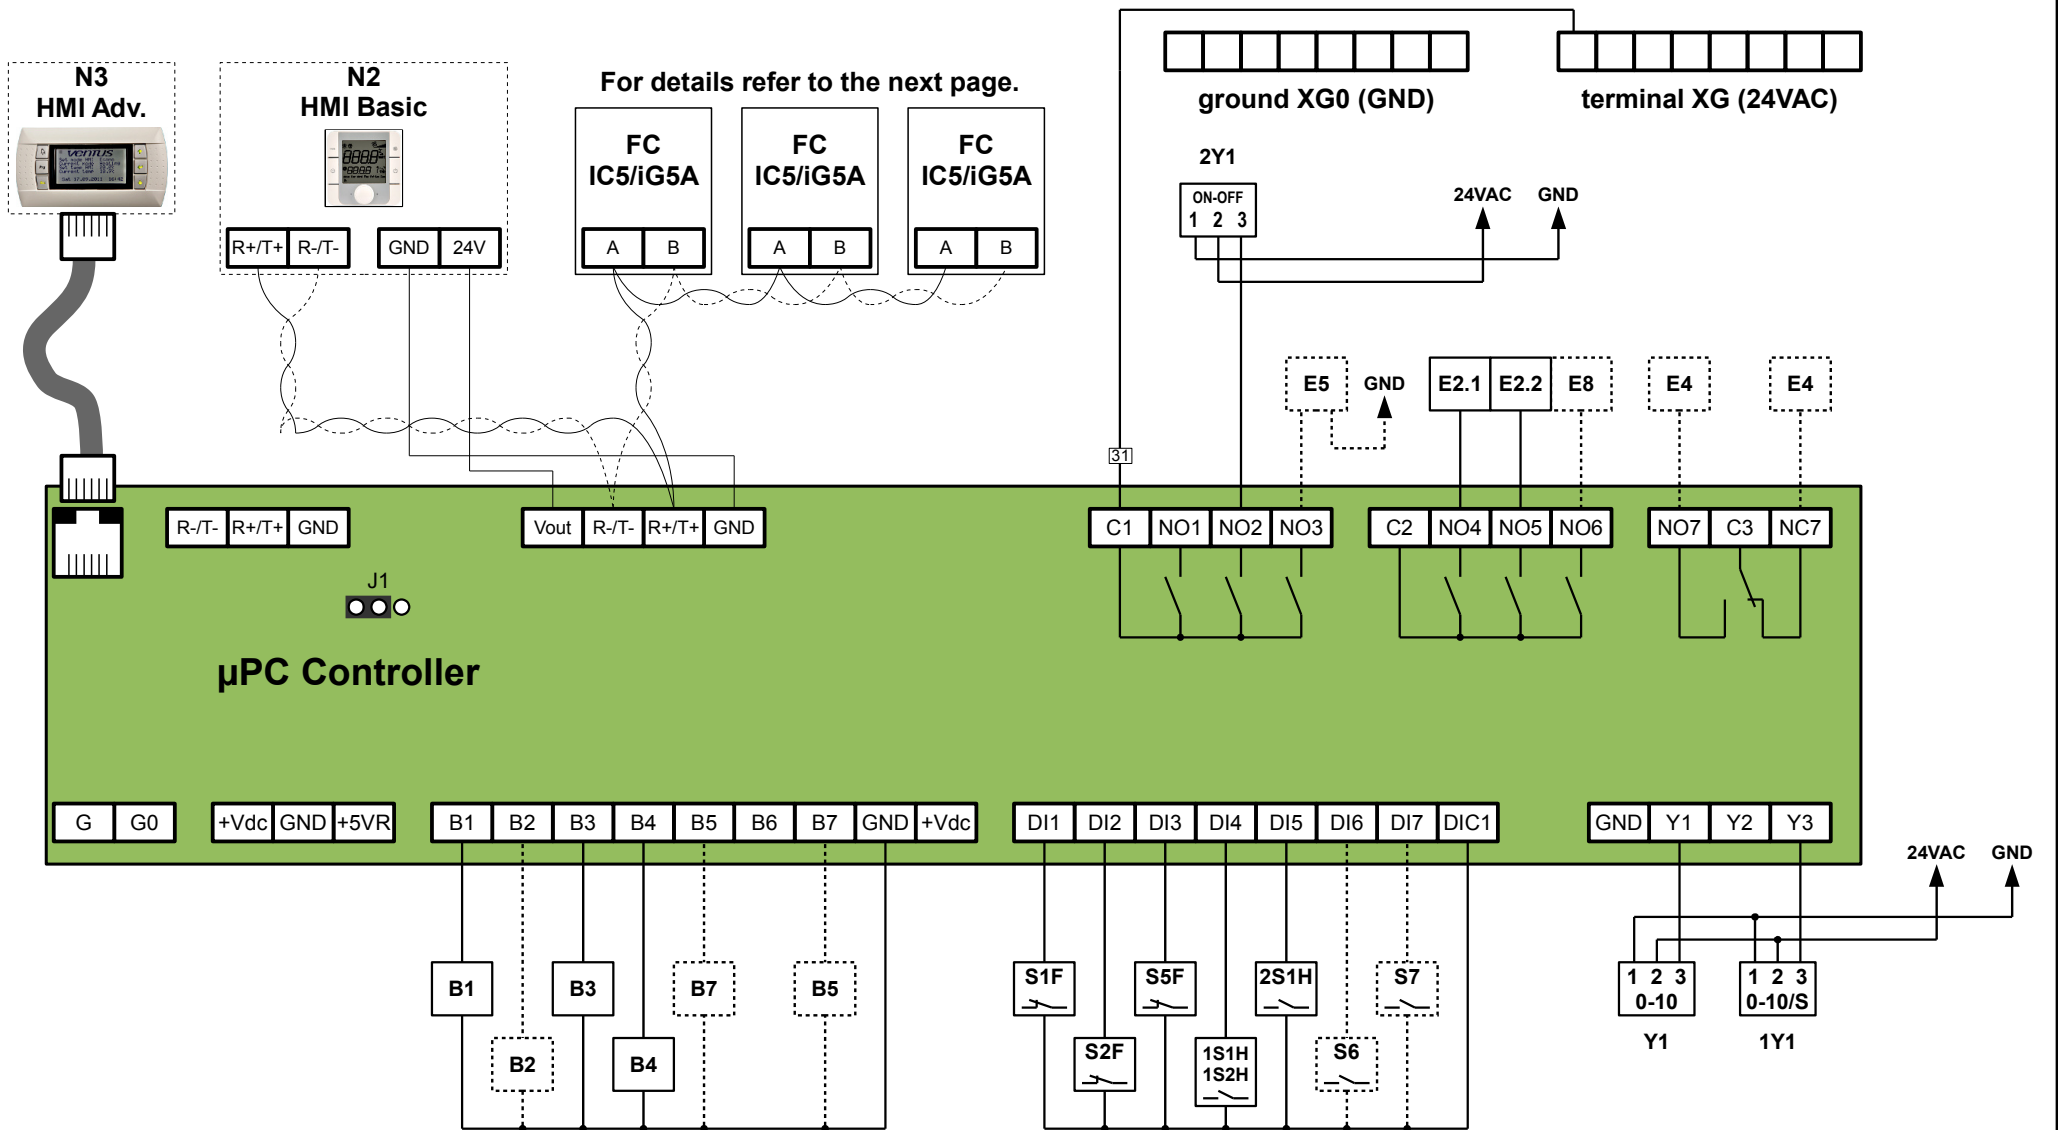 N3
HMI Adv.
N2
HMI Basic
For details refer to the next page.
ground XG0 (GND)
terminal XG (24VAC)
FC
IC5/iG5A
FC
IC5/iG5A
FC
IC5/iG5A
ventus
2Y1
ON-OFF
1 2 3
24VAC GND
R+/T+ R-/T- GND 24V
A B A B A B
E5 GND E2.1 E2.2 E8 E4 E4
31
R-/T- R+/T+ GND
Vout R-/T- R+/T+ GND
C1 NO1 NO2 NO3
C2 NO4 NO5 NO6
NO7 C3 NC7
J1
µPC Controller
G G0
+Vdc GND +5VR
B1 B2 B3 B4 B5 B6 B7 GND +Vdc
DI1 DI2 DI3 DI4 DI5 DI6 DI7 DIC1
GND Y1 Y2 Y3
24VAC GND
B1 B3 B7 B5
B2 B4
S1F S5F 2S1H S7
S2F 1S1H
1S2H
S6
1 2 3
0-10
1 2 3
0-10/S
Y1 1Y1